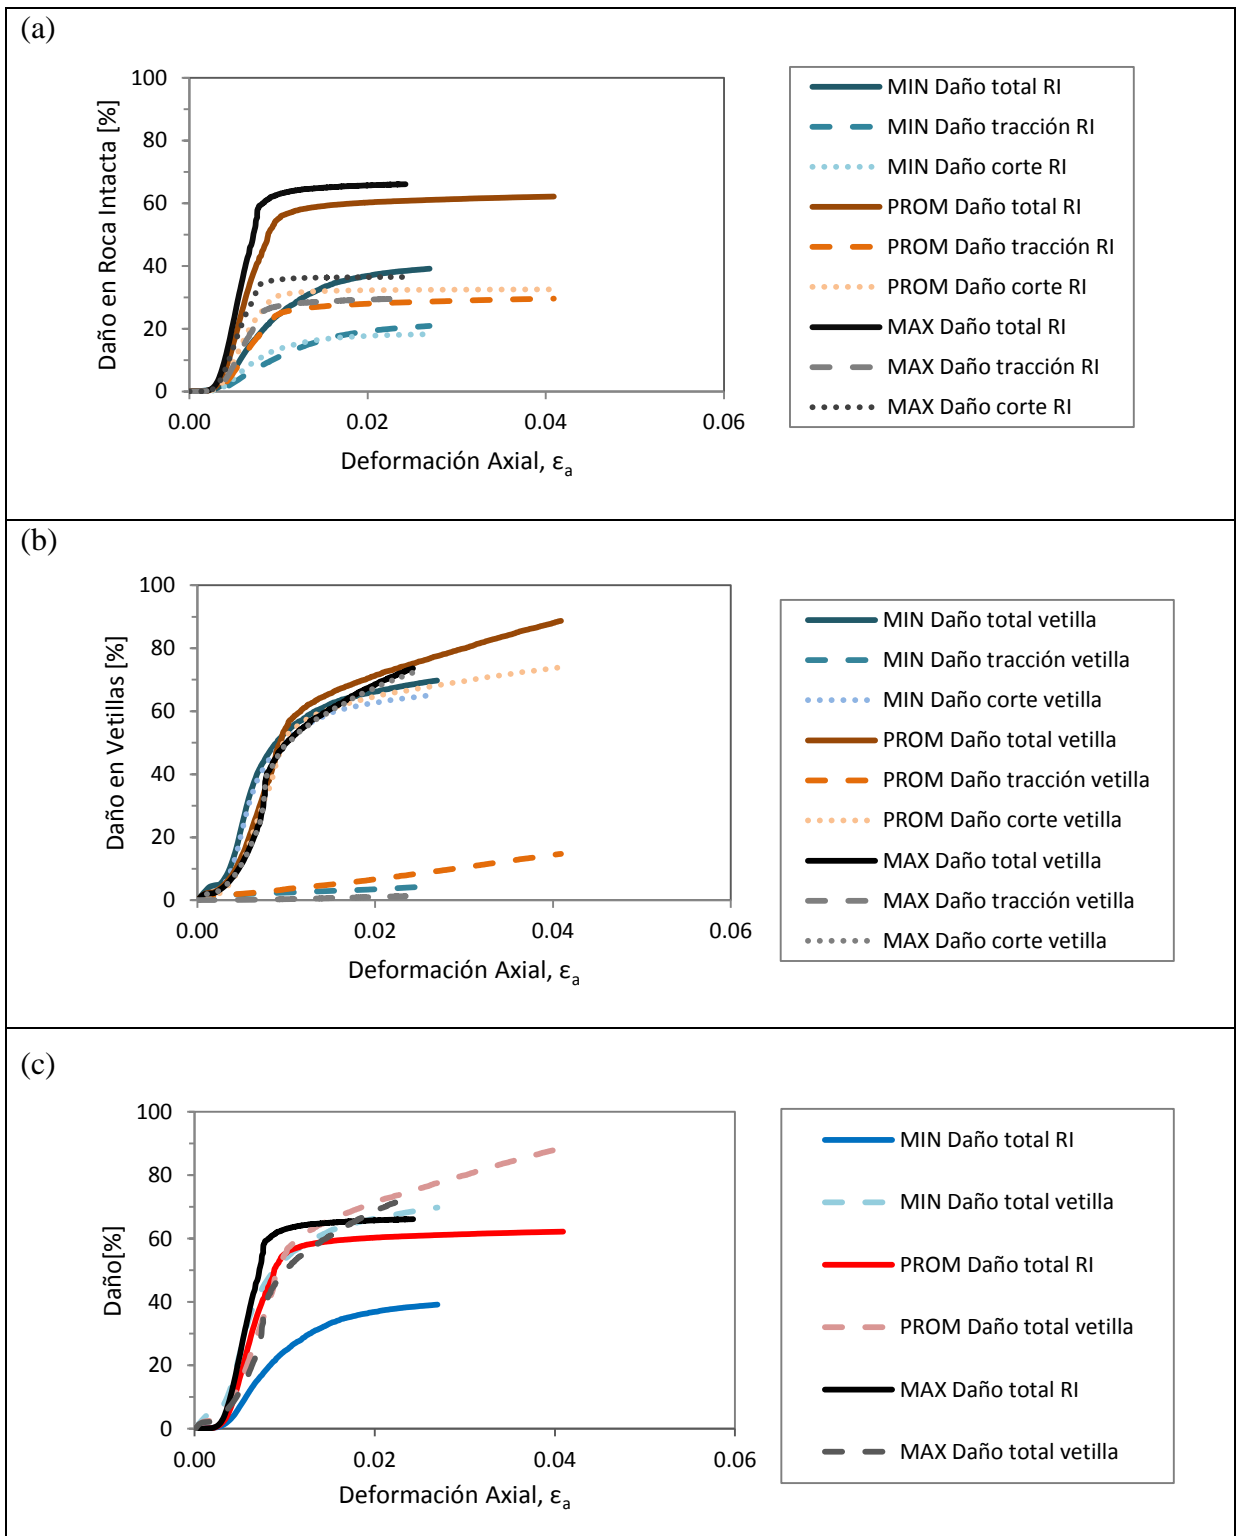 (a)
100
80
60
40
20
0
Daño en Roca Intacta [%]
0.00 0.02 0.04 0.06
Deformación Axial, εa
MIN Daño total RI
MIN Daño tracción RI
MIN Daño corte RI
PROM Daño total RI
PROM Daño tracción RI
PROM Daño corte RI
MAX Daño total RI
MAX Daño tracción RI
MAX Daño corte RI
(b)
100
80
60
40
20
0
Daño en Vetillas [%]
0.00 0.02 0.04 0.06
Deformación Axial, εa
MIN Daño total vetilla
MIN Daño tracción vetilla
MIN Daño corte vetilla
PROM Daño total vetilla
PROM Daño tracción vetilla
PROM Daño corte vetilla
MAX Daño total vetilla
MAX Daño tracción vetilla
MAX Daño corte vetilla
(c)
100
80
60
40
20
0
Daño[%]
0.00 0.02 0.04 0.06
Deformación Axial, εa
MIN Daño total RI
MIN Daño total vetilla
PROM Daño total RI
PROM Daño total vetilla
MAX Daño total RI
MAX Daño total vetilla